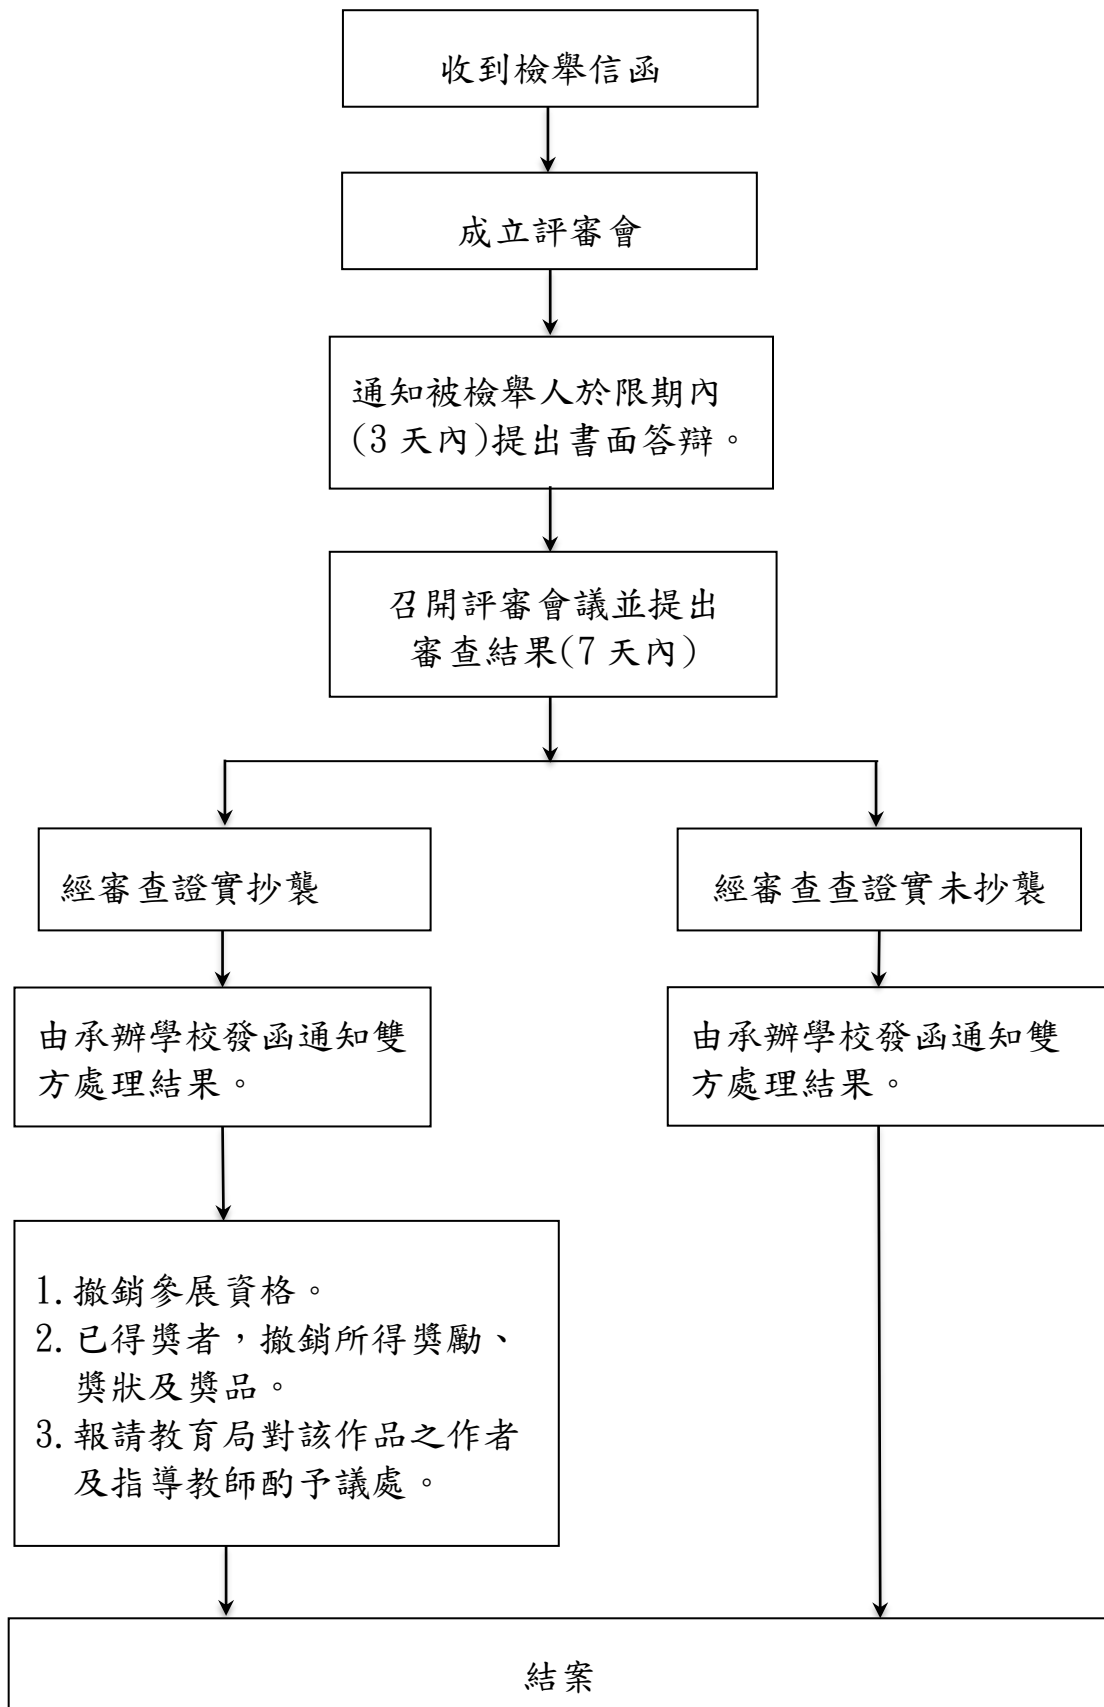 收到檢舉信函
成立評審會
通知被檢舉人於限期內
(3 天內)提出書面答辯。
召開評審會議並提出
審查結果(7 天內)
經審查證實抄襲
經審查查證實未抄襲
由承辦學校發函通知雙
方處理結果。
由承辦學校發函通知雙
方處理結果。
1. 撤銷參展資格。
2. 已得獎者，撤銷所得獎勵、
獎狀及獎品。
3. 報請教育局對該作品之作者
及指導教師酌予議處。
結案